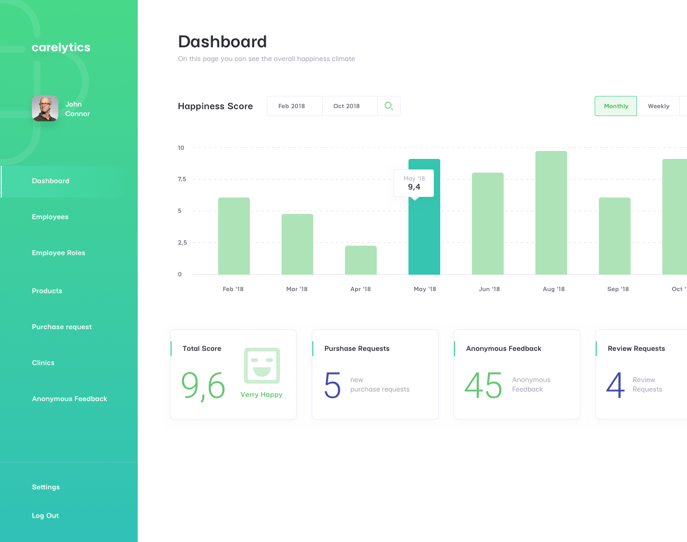 carelytics
John
Connor
Dashboard
Employees
Employee Roles
Products
Purchase request
Clinics
Anonymous Feedback
Settings
Log Out
Dashboard
On this page you can see the overall happiness climate
Happiness Score
Feb 2018
Oct 2018
Monthly
Weekly
10
7,5
5
2,5
0
May '18
9,4
Feb '18
Mar '18
Apr '18
May '18
Jun '18
Aug '18
Sep '18
Oct '
Total Score
9,6
Verry Happy
Purshase Requests
5
new
purchase requests
Anonymous Feedback
45
Anonymous
Feedback
Review Requests
4
Review
Requests